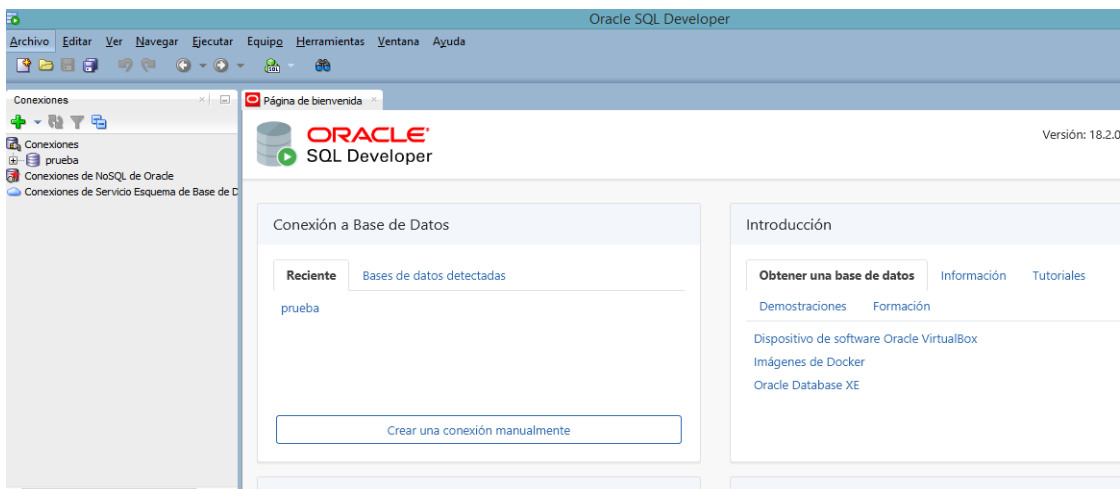 Oracle SQL Developer
Archivo Editar Ver Navegar Ejecutar Equipo Herramientas Ventana Ayuda
SQL
Conexiones
Página de bienvenida
Conexiones
prueba
Conexiones de NoSQL de Oracle
Conexiones de Servicio Esquema de Base de D
ORACLE
SQL Developer
Versión: 18.2.0
Conexión a Base de Datos
Reciente Bases de datos detectadas
prueba
Crear una conexión manualmente
Introducción
Obtener una base de datos Información Tutoriales
Demostraciones Formación
Dispositivo de software Oracle VirtualBox
Imágenes de Docker
Oracle Database XE